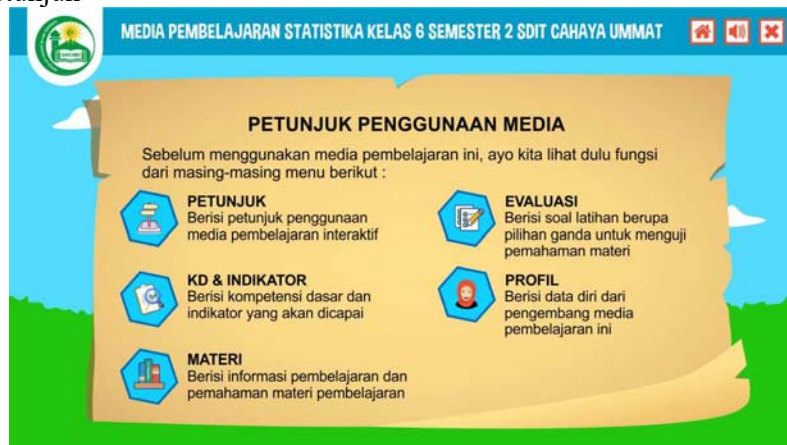 MEDIA PEMBELAJARAN STATISTIKA KELAS 6 SEMESTER 2 SDIT CAHAYA UMMAT
PETUNJUK PENGGUNAAN MEDIA
Sebelum menggunakan media pembelajaran ini, ayo kita lihat dulu fungsi
dari masing-masing menu berikut :
PETUNJUK
Berisi petunjuk penggunaan
media pembelajaran interaktif
KD & INDIKATOR
Berisi kompetensi dasar dan
indikator yang akan dicapai
MATERI
Berisi informasi pembelajaran dan
pemahaman materi pembelajaran
EVALUASI
Berisi soal latihan berupa
pilihan ganda untuk menguji
pemahaman materi
PROFIL
Berisi data diri dari
pengembang media
pembelajaran ini